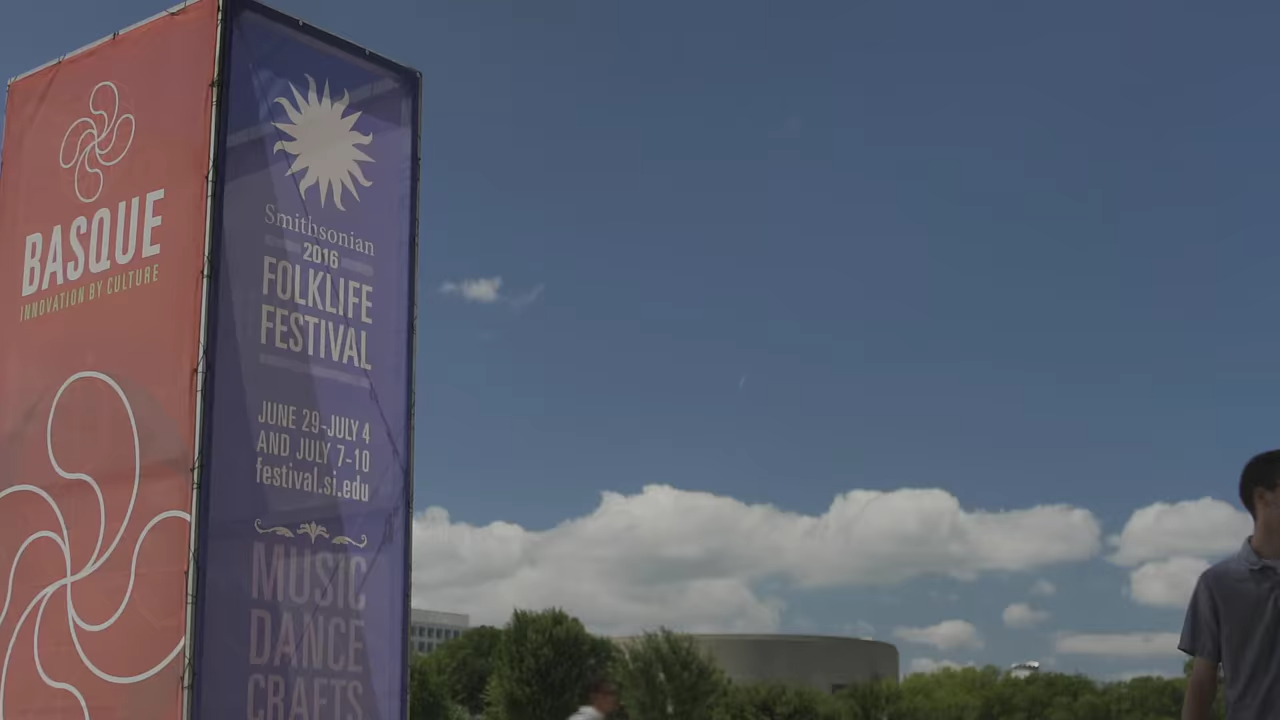 BASQUE
INNOVATION BY CULTURE
Smithsonian
2016
FOLKLIFE
FESTIVAL
JUNE 29-JULY 4
AND JULY 7-10
festival.si.edu
MUSIC
DANCE
CRAFTS